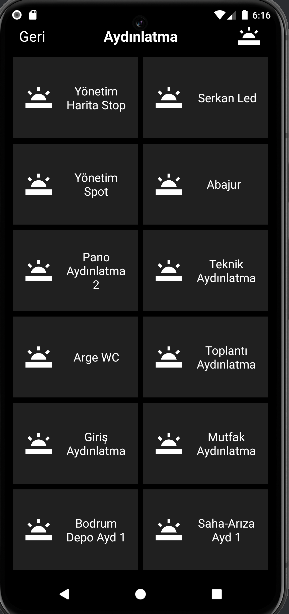 6:16
Geri
Aydınlatma
Yönetim
Harita Stop
Serkan Led
Yönetim
Spot
Abajur
Pano
Aydınlatma
2
Teknik
Aydınlatma
Arge WC
Toplantı
Aydınlatma
Giriş
Aydınlatma
Mutfak
Aydınlatma
Bodrum
Depo Ayd 1
Saha-Arıza
Ayd 1